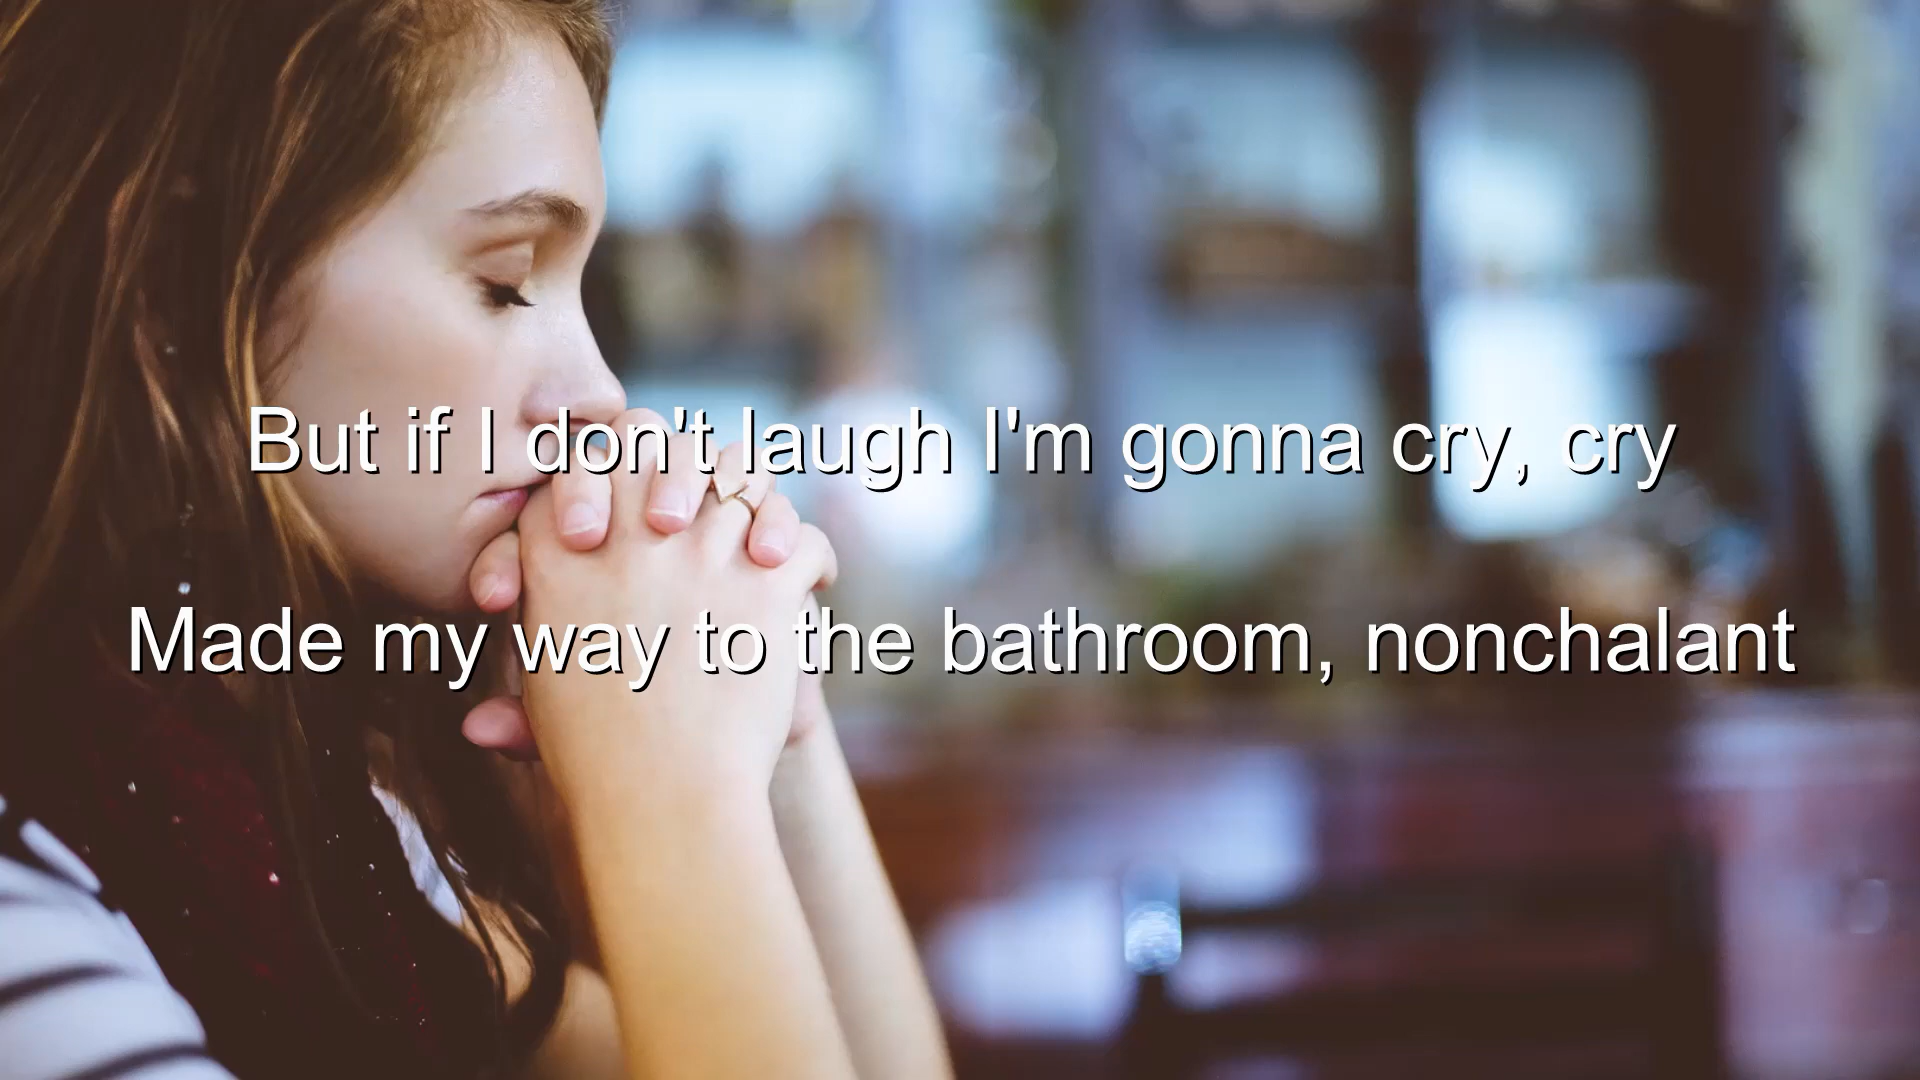 But if I don't laugh I'm gonna cry, cry
Made my way to the bathroom, nonchalant